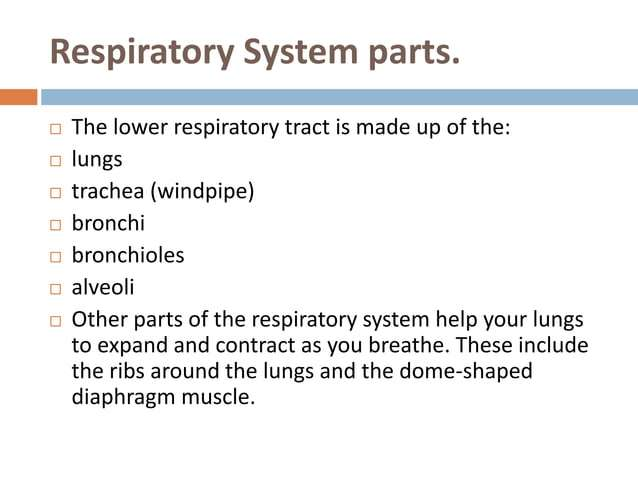 Respiratory System parts.
The lower respiratory tract is made up of the:
lungs
trachea (windpipe)
bronchi
bronchioles
alveoli
Other parts of the respiratory system help your lungs
to expand and contract as you breathe. These include
the ribs around the lungs and the dome-shaped
diaphragm muscle.